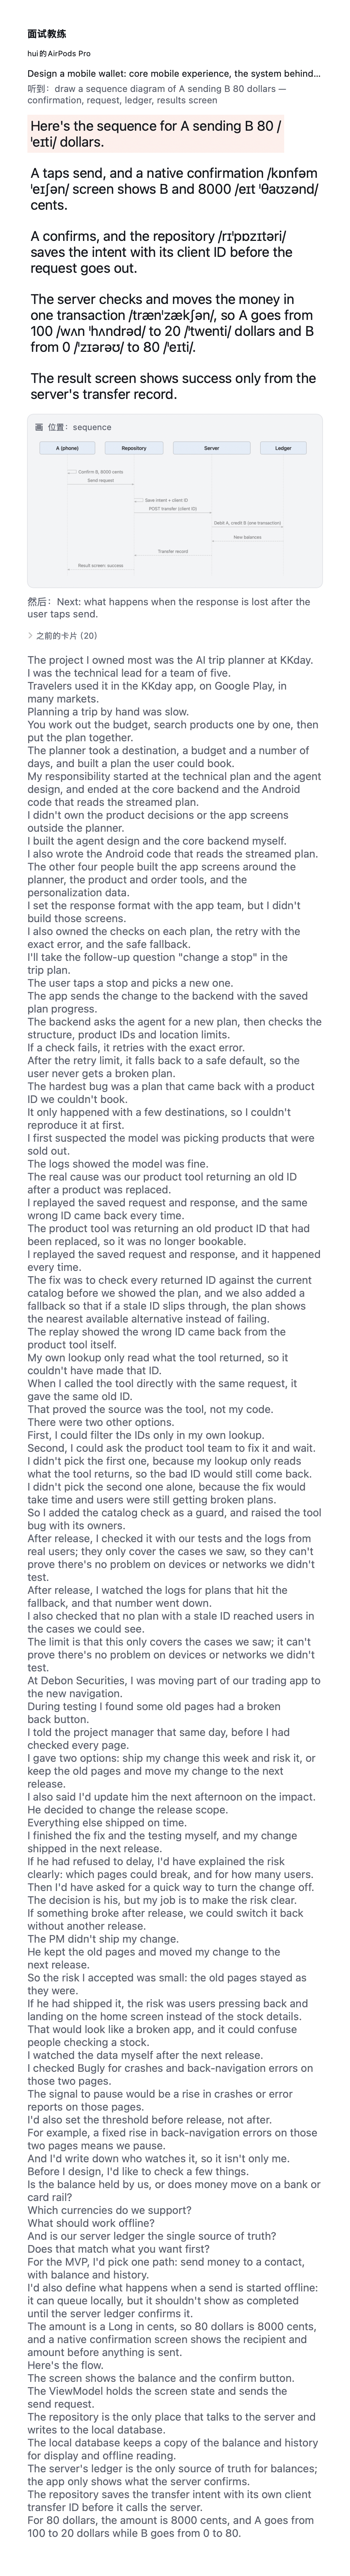 面试教练
hui的AirPods Pro
Design a mobile wallet: core mobile experience, the system behind...
听到：draw a sequence diagram of A sending B 80 dollars —
confirmation, request, ledger, results screen
Here's the sequence for A sending B 80 /
ˈeɪti/ dollars.
A taps send, and a native confirmation /kɒnfəm
ˈeɪʃən/ screen shows B and 8000 /eɪt ˈθaʊzənd/
cents.
A confirms, and the repository /rɪˈpɒzɪtəri/
saves the intent with its client ID before the
request goes out.
The server checks and moves the money in
one transaction /trænˈzækʃən/, so A goes from
100 /wʌn ˈhʌndrəd/ to 20 /ˈtwenti/ dollars and B
from 0 /ˈzɪərəʊ/ to 80 /ˈeɪti/.
The result screen shows success only from the
server's transfer record.
画 位置：sequence
A (phone)
Repository
Server
Ledger
Confirm B, 8000 cents
Send request
Save intent + client ID
POST transfer (client ID)
Debit A, credit B (one transaction)
New balances
Transfer record
Result screen: success
然后：Next: what happens when the response is lost after the
user taps send.
> 之前的卡片 (20)
The project I owned most was the AI trip planner at KKday.
I was the technical lead for a team of five.
Travelers used it in the KKday app, on Google Play, in
many markets.
Planning a trip by hand was slow.
You work out the budget, search products one by one, then
put the plan together.
The planner took a destination, a budget and a number of
days, and built a plan the user could book.
My responsibility started at the technical plan and the agent
design, and ended at the core backend and the Android
code that reads the streamed plan.
I didn't own the product decisions or the app screens
outside the planner.
I built the agent design and the core backend myself.
I also wrote the Android code that reads the streamed plan.
The other four people built the app screens around the
planner, the product and order tools, and the
personalization data.
I set the response format with the app team, but I didn't
build those screens.
I also owned the checks on each plan, the retry with the
exact error, and the safe fallback.
I'll take the follow-up question "change a stop" in the
trip plan.
The user taps a stop and picks a new one.
The app sends the change to the backend with the saved
plan progress.
The backend asks the agent for a new plan, then checks the
structure, product IDs and location limits.
If a check fails, it retries with the exact error.
After the retry limit, it falls back to a safe default, so the
user never gets a broken plan.
The hardest bug was a plan that came back with a product
ID we couldn't book.
It only happened with a few destinations, so I couldn't
reproduce it at first.
I first suspected the model was picking products that were
sold out.
The logs showed the model was fine.
The real cause was our product tool returning an old ID
after a product was replaced.
I replayed the saved request and response, and the same
wrong ID came back every time.
The product tool was returning an old product ID that had
been replaced, so it was no longer bookable.
I replayed the saved request and response, and it happened
every time.
The fix was to check every returned ID against the current
catalog before we showed the plan, and we also added a
fallback so that if a stale ID slips through, the plan shows
the nearest available alternative instead of failing.
The replay showed the wrong ID came back from the
product tool itself.
My own lookup only read what the tool returned, so it
couldn't have made that ID.
When I called the tool directly with the same request, it
gave the same old ID.
That proved the source was the tool, not my code.
There were two other options.
First, I could filter the IDs only in my own lookup.
Second, I could ask the product tool team to fix it and wait.
I didn't pick the first one, because my lookup only reads
what the tool returns, so the bad ID would still come back.
I didn't pick the second one alone, because the fix would
take time and users were still getting broken plans.
So I added the catalog check as a guard, and raised the tool
bug with its owners.
After release, I checked it with our tests and the logs from
real users; they only cover the cases we saw, so they can't
prove there's no problem on devices or networks we didn't
test.
After release, I watched the logs for plans that hit the
fallback, and that number went down.
I also checked that no plan with a stale ID reached users in
the cases we could see.
The limit is that this only covers the cases we saw; it can't
prove there's no problem on devices or networks we didn't
test.
At Debon Securities, I was moving part of our trading app to
the new navigation.
During testing I found some old pages had a broken
back button.
I told the project manager that same day, before I had
checked every page.
I gave two options: ship my change this week and risk it, or
keep the old pages and move my change to the next
release.
I also said I'd update him the next afternoon on the impact.
He decided to change the release scope.
Everything else shipped on time.
I finished the fix and the testing myself, and my change
shipped in the next release.
If he had refused to delay, I'd have explained the risk
clearly: which pages could break, and for how many users.
Then I'd have asked for a quick way to turn the change off.
The decision is his, but my job is to make the risk clear.
If something broke after release, we could switch it back
without another release.
The PM didn't ship my change.
He kept the old pages and moved my change to the
next release.
So the risk I accepted was small: the old pages stayed as
they were.
If he had shipped it, the risk was users pressing back and
landing on the home screen instead of the stock details.
That would look like a broken app, and it could confuse
people checking a stock.
I watched the data myself after the next release.
I checked Bugly for crashes and back-navigation errors on
those two pages.
The signal to pause would be a rise in crashes or error
reports on those pages.
I'd also set the threshold before release, not after.
For example, a fixed rise in back-navigation errors on those
two pages means we pause.
And I'd write down who watches it, so it isn't only me.
Before I design, I'd like to check a few things.
Is the balance held by us, or does money move on a bank or
card rail?
Which currencies do we support?
What should work offline?
And is our server ledger the single source of truth?
Does that match what you want first?
For the MVP, I'd pick one path: send money to a contact,
with balance and history.
I'd also define what happens when a send is started offline:
it can queue locally, but it shouldn't show as completed
until the server ledger confirms it.
The amount is a Long in cents, so 80 dollars is 8000 cents,
and a native confirmation screen shows the recipient and
amount before anything is sent.
Here's the flow.
The screen shows the balance and the confirm button.
The ViewModel holds the screen state and sends the
send request.
The repository is the only place that talks to the server and
writes to the local database.
The local database keeps a copy of the balance and history
for display and offline reading.
The server's ledger is the only source of truth for balances;
the app only shows what the server confirms.
The repository saves the transfer intent with its own client
transfer ID before it calls the server.
For 80 dollars, the amount is 8000 cents, and A goes from
100 to 20 dollars while B goes from 0 to 80.